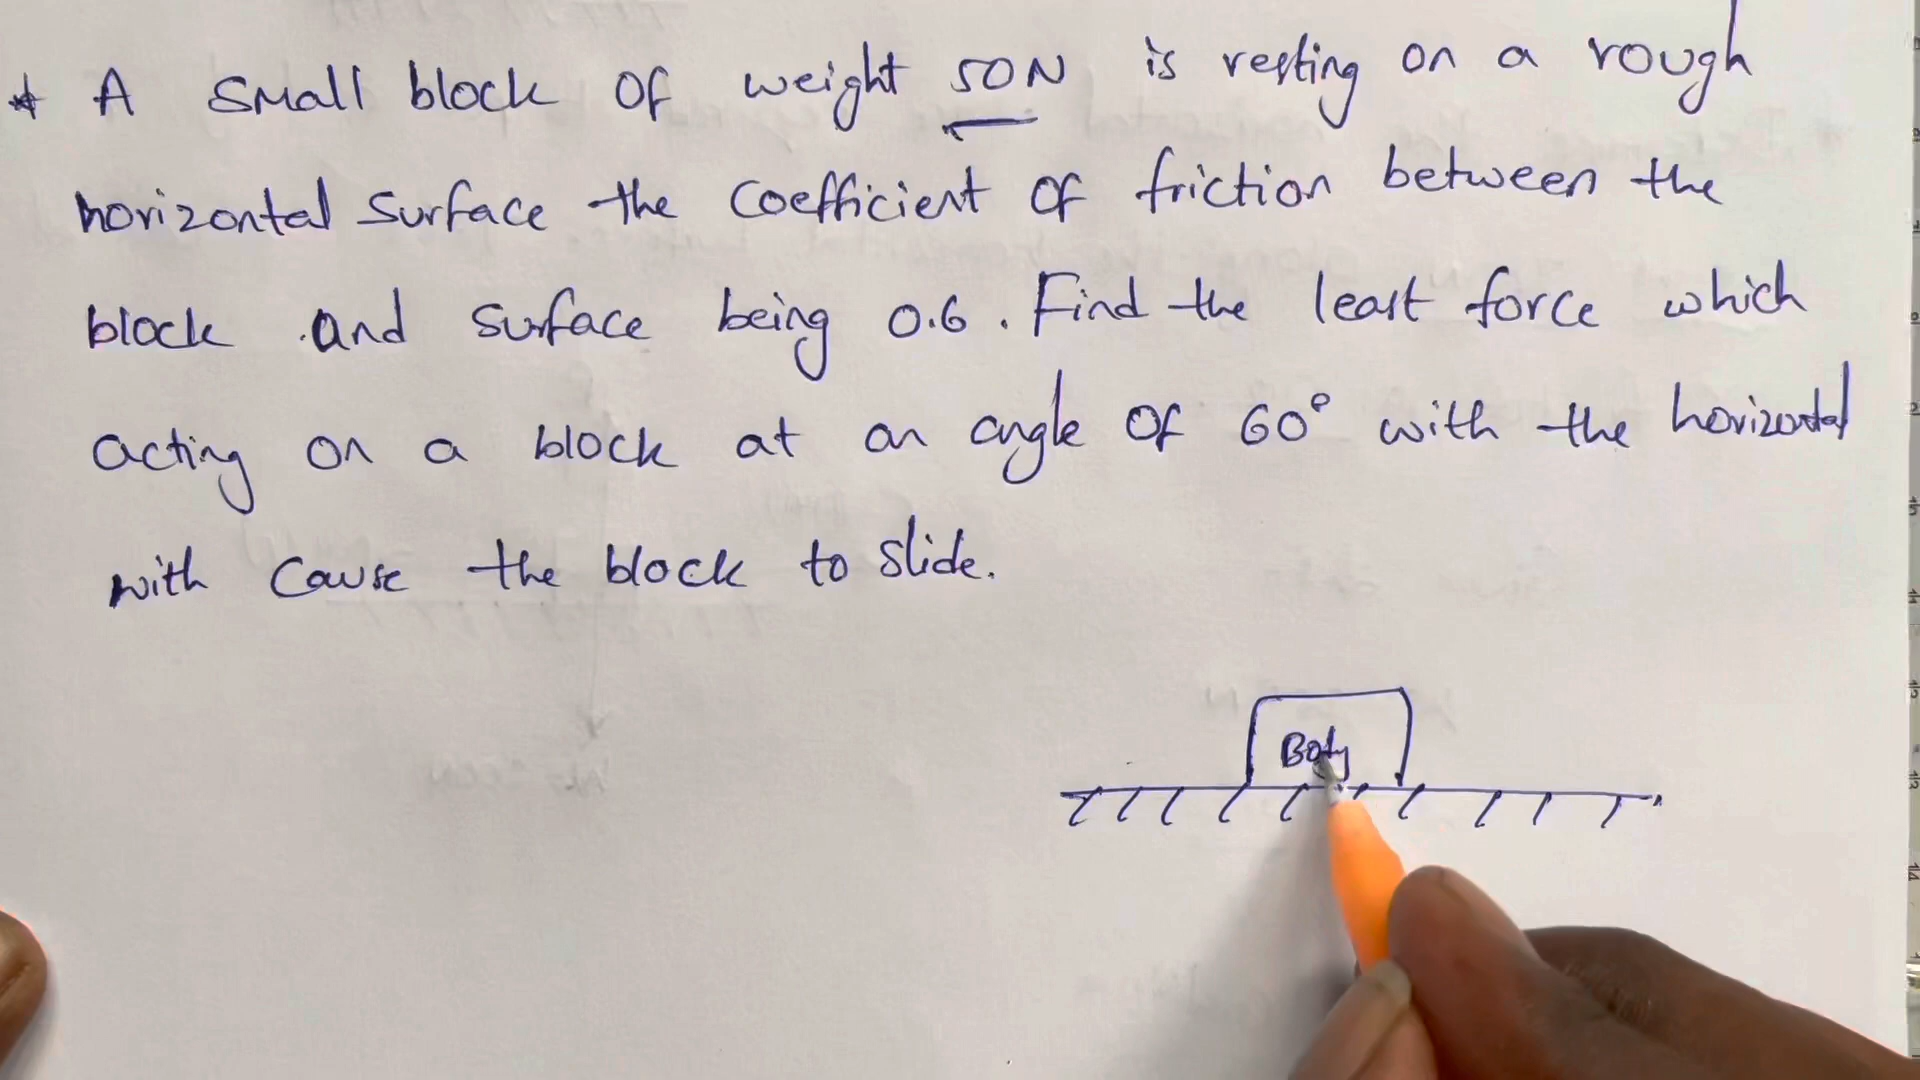 * A small block of weight 50N is resting on a rough
horizontal surface the coefficient of friction between the
block and surface being 0.6. Find the least force which
acting on a block at an angle of 60° with the horizontal
with cause the block to slide.
Body